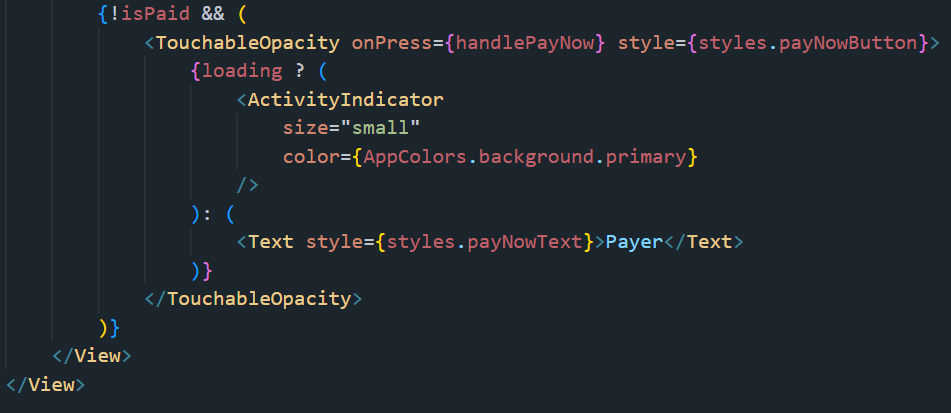 {!isPaid && (
<TouchableOpacity onPress={handlePayNow} style={styles.payNowButton}>
{loading ? (
<ActivityIndicator
size="small"
color={AppColors.background.primary}
/>
): (
<Text style={styles.payNowText}>Payer</Text>
)}
</TouchableOpacity>
)}
</View>
</View>